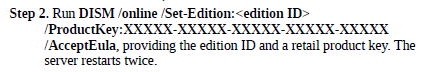 Step 2. Run DISM /online /Set-Edition:<edition ID>
/ProductKey:XXXXX-XXXXX-XXXXX-XXXXX-XXXXX
/AcceptEula, providing the edition ID and a retail product key. The
server restarts twice.